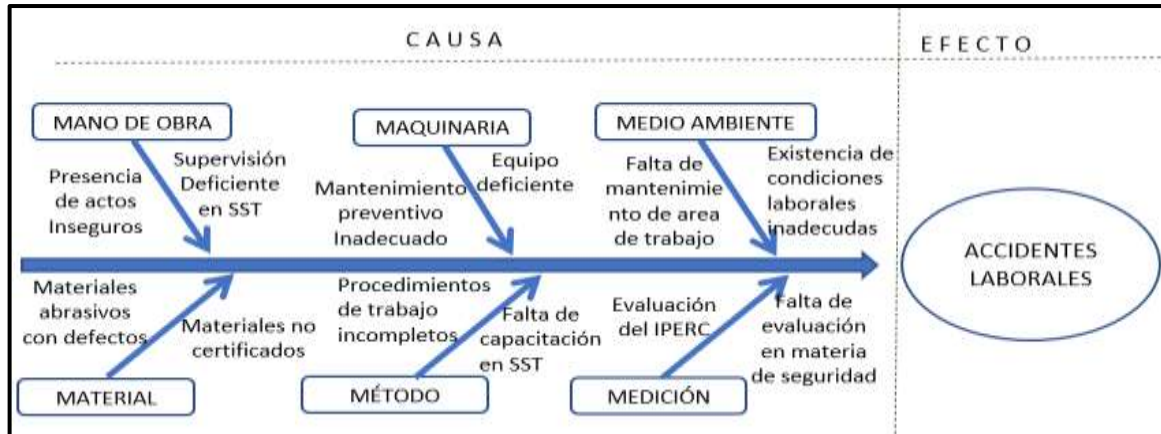 C A U S A
E F E C T O
MANO DE OBRA
MAQUINARIA
MEDIO AMBIENTE
Presencia
de actos
Inseguros
Supervisión
Deficiente
en SST
Mantenimiento
preventivo
Inadecuado
Equipo
deficiente
Falta de
mantenimie
nto de area
de trabajo
Existencia de
condiciones
laborales
inadecudas
ACCIDENTES
LABORALES
Materiales
abrasivos
con defectos
Materiales no
certificados
Procedimientos
de trabajo
incompletos
Falta de
capacitación
en SST
Evaluación
del IPERC
Falta de
evaluación
en materia
de seguridad
MATERIAL
MÉTODO
MEDICIÓN